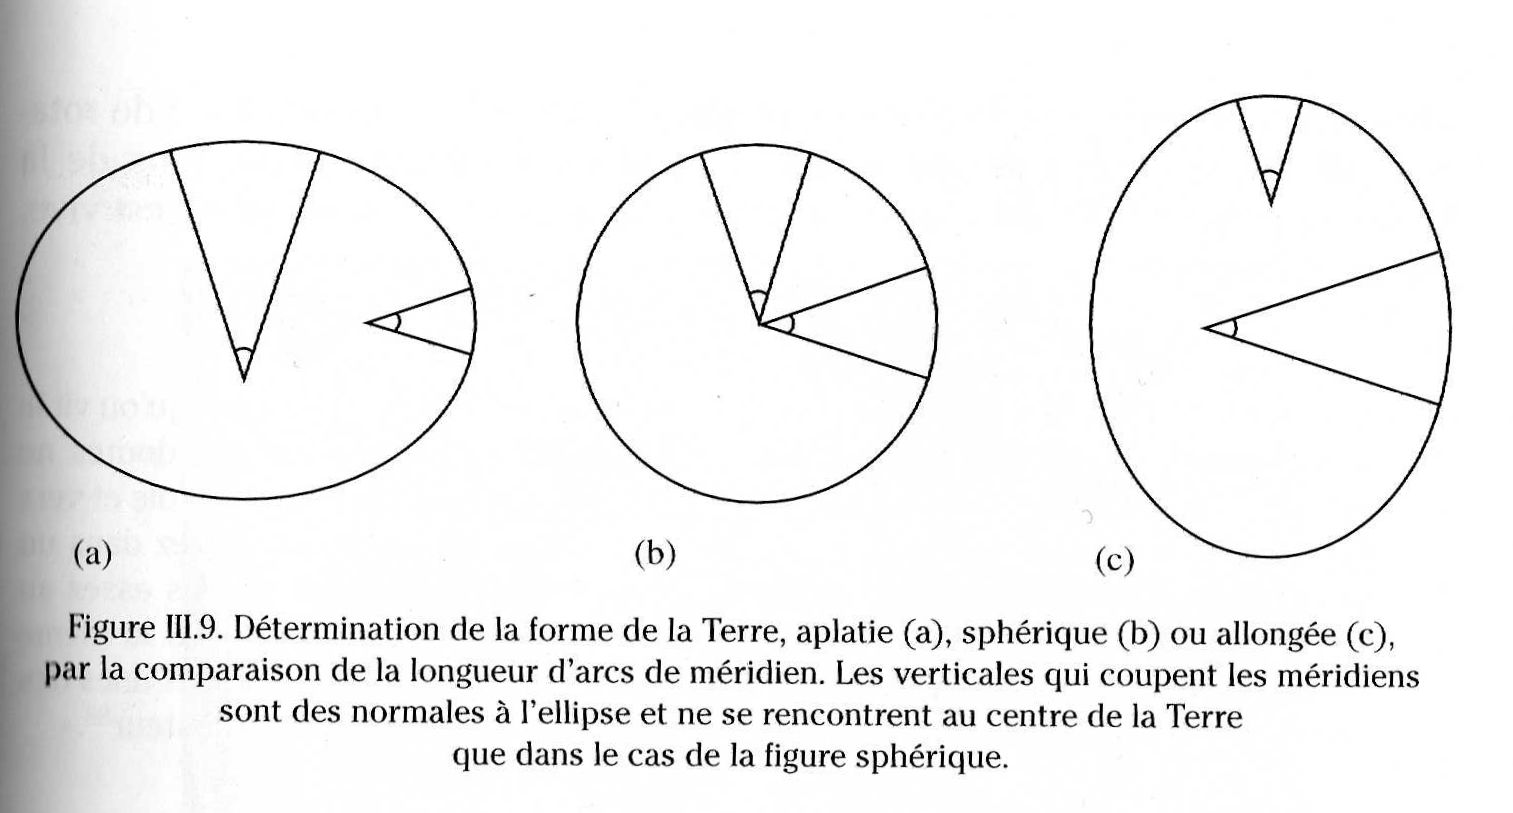 (a)
(b)
(c)
Figure III.9. Détermination de la forme de la Terre, aplatie (a), sphérique (b) ou allongée (c),
par la comparaison de la longueur d'arcs de méridien. Les verticales qui coupent les méridiens
sont des normales à l'ellipse et ne se rencontrent au centre de la Terre
que dans le cas de la figure sphérique.